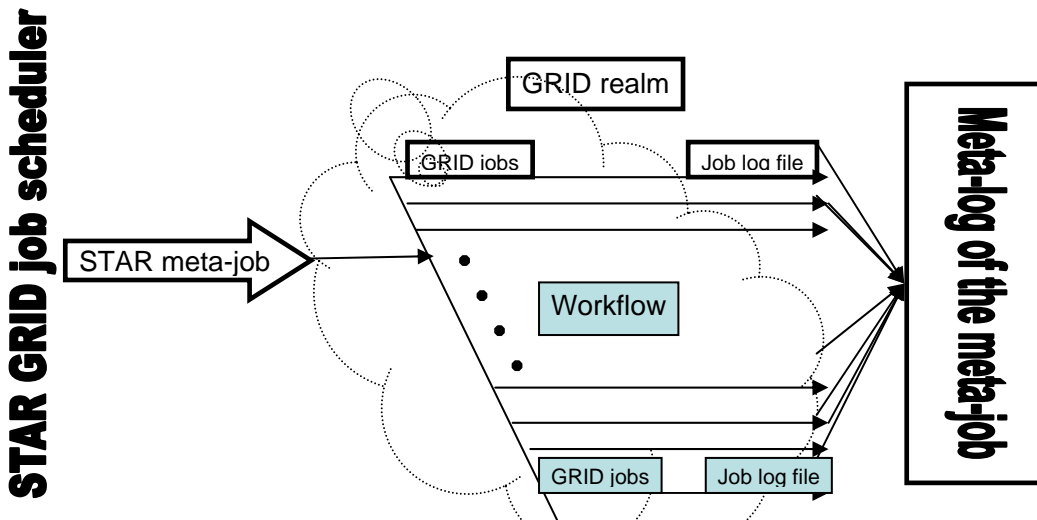 STAR GRID job scheduler
GRID realm
GRID jobs
Job log file
STAR meta-job
Workflow
GRID jobs
Job log file
Meta-log of the meta-job